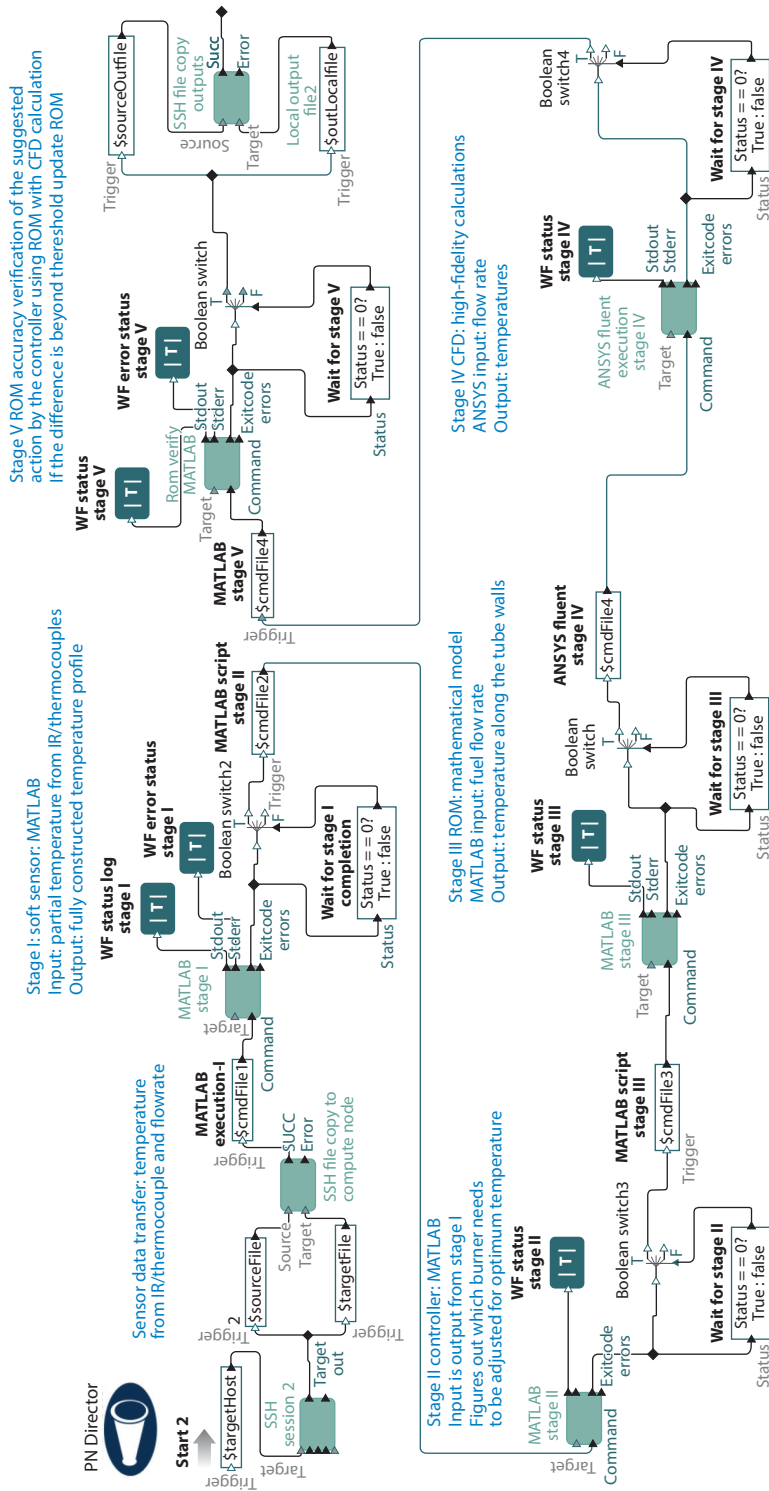 PN Director
Start 2
$targetHost
Trigger
SSH
session 2
Target
Target
out
Sensor data transfer: temperature
from IR/thermocouple and flowrate
2
$sourceFile
Trigger
$targetFile
Trigger
Source
Target
SUCC
Error
SSH file copy to
compute node
MATLAB
execution-I
$cmdFile1
Trigger
Stage I: soft sensor: MATLAB
Input: partial temperature from IR/thermocouples
Output: fully constructed temperature profile
WF status log
stage I
|T|
WF error status
stage I
|T|
MATLAB
stage I
Target
Command
Stdout
Stderr
Exitcode
errors
Boolean switch2
T
F
Wait for stage I
completion
Status == 0?
True : false
Status
MATLAB script
stage II
$cmdFile2
Trigger
Stage V ROM accuracy verification of the suggested
action by the controller using ROM with CFD calculation
If the difference is beyond thereshold update ROM
WF status
stage V
|T|
WF error status
stage V
|T|
MATLAB
stage V
$cmdFile4
Trigger
Rom verify
MATLAB
Target
Command
Stdout
Stderr
Exitcode
errors
Boolean switch
T
F
Wait for stage V
Status == 0?
True : false
Status
$sourceOutfile
Trigger
SSH file copy
outputs
Source
Target
Succ
Error
Local output
file2
$outLocalfile
Trigger
Stage II controller: MATLAB
Input is output from stage I
Figures out which burner needs
to be adjusted for optimum temperature
WF status
stage II
|T|
MATLAB
stage II
Target
Command
Exitcode
errors
Boolean switch3
T
F
Wait for stage II
Status == 0?
True : false
Status
MATLAB script
stage III
$cmdFile3
Trigger
Stage III ROM: mathematical model
MATLAB input: fuel flow rate
Output: temperature along the tube walls
WF status
stage III
|T|
MATLAB
stage III
Target
Command
Stdout
Stderr
Exitcode
errors
Boolean
switch
T
F
Wait for stage III
Status == 0?
True : false
Status
ANSYS fluent
stage IV
$cmdFile4
Stage IV CFD: high-fidelity calculations
ANSYS input: flow rate
Output: temperatures
WF status
stage IV
|T|
ANSYS fluent
execution
stage IV
Target
Command
Stdout
Stderr
Exitcode
errors
Boolean
switch4
T
F
Wait for stage IV
Status == 0?
True : false
Status